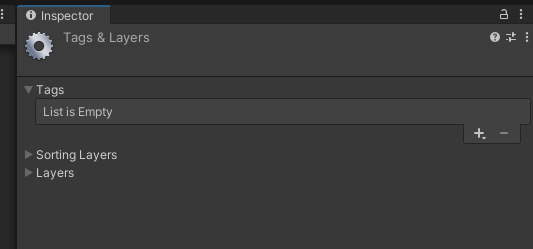 Inspector
Tags & Layers
Tags
List is Empty
Sorting Layers
Layers